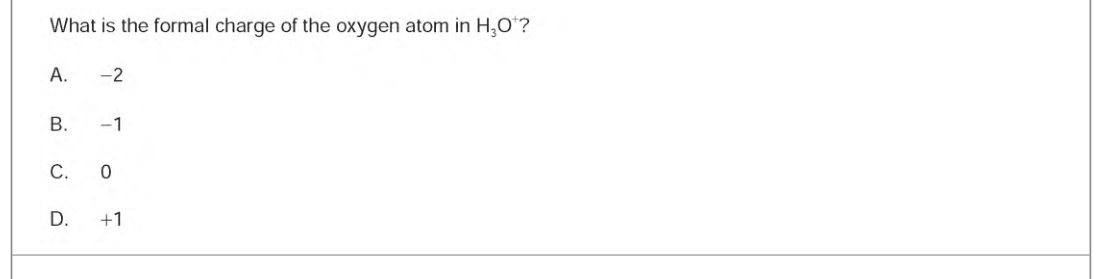 What is the formal charge of the oxygen atom in H₃O⁺?
A. −2
B. −1
C. 0
D. +1